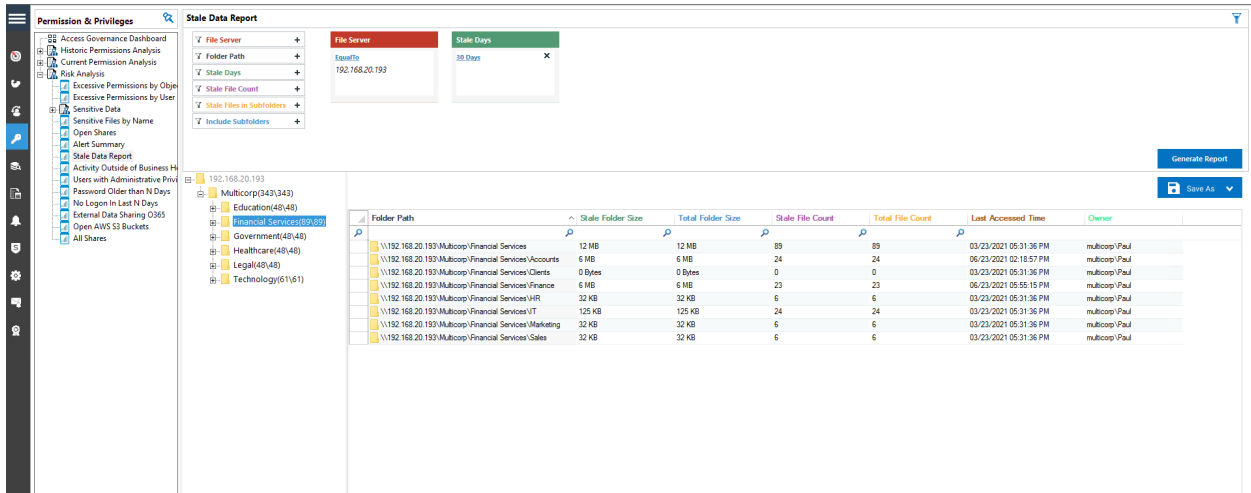 Permission & Privileges
Access Governance Dashboard
Historic Permissions Analysis
Current Permission Analysis
Risk Analysis
Excessive Permissions by Obje
Excessive Permissions by User
Sensitive Data
Sensitive Files by Name
Open Shares
Alert Summary
Stale Data Report
Activity Outside of Business H
Users with Administrative Privi
Password Older than N Days
No Logon In Last N Days
External Data Sharing O365
Open AWS S3 Buckets
All Shares
Stale Data Report
File Server +
Folder Path +
Stale Days +
Stale File Count +
Stale Files in Subfolders +
Include Subfolders +
File Server
EqualTo
192.168.20.193
Stale Days
30 Days
Generate Report
Save As
192.168.20.193
Multicorp(343\343)
Education(48\48)
Financial Services(89\89)
Government(48\48)
Healthcare(48\48)
Legal(48\48)
Technology(61\61)
Folder Path Stale Folder Size Total Folder Size Stale File Count Total File Count Last Accessed Time Owner
\\192.168.20.193\Multicorp\Financial Services 12 MB 12 MB 89 89 03/23/2021 05:31:36 PM multicorp\Paul
\\192.168.20.193\Multicorp\Financial Services\Accounts 6 MB 6 MB 24 24 06/23/2021 02:18:57 PM multicorp\Paul
\\192.168.20.193\Multicorp\Financial Services\Clients 0 Bytes 0 Bytes 0 0 03/23/2021 05:31:36 PM multicorp\Paul
\\192.168.20.193\Multicorp\Financial Services\Finance 6 MB 6 MB 23 23 06/23/2021 05:55:15 PM multicorp\Paul
\\192.168.20.193\Multicorp\Financial Services\HR 32 KB 32 KB 6 6 03/23/2021 05:31:36 PM multicorp\Paul
\\192.168.20.193\Multicorp\Financial Services\IT 125 KB 125 KB 24 24 03/23/2021 05:31:36 PM multicorp\Paul
\\192.168.20.193\Multicorp\Financial Services\Marketing 32 KB 32 KB 6 6 03/23/2021 05:31:36 PM multicorp\Paul
\\192.168.20.193\Multicorp\Financial Services\Sales 32 KB 32 KB 6 6 03/23/2021 05:31:36 PM multicorp\Paul